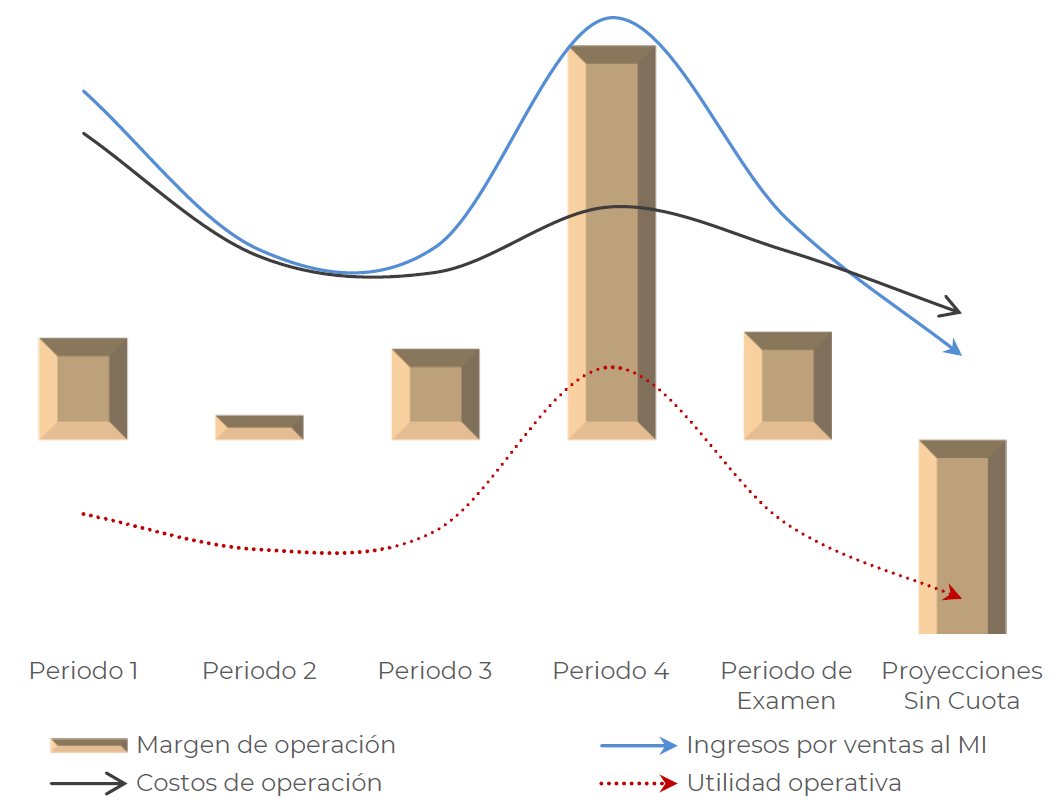 Periodo 1
Periodo 2
Periodo 3
Periodo 4
Periodo de
Examen
Proyecciones
Sin Cuota
Margen de operación
Ingresos por ventas al MI
Costos de operación
Utilidad operativa